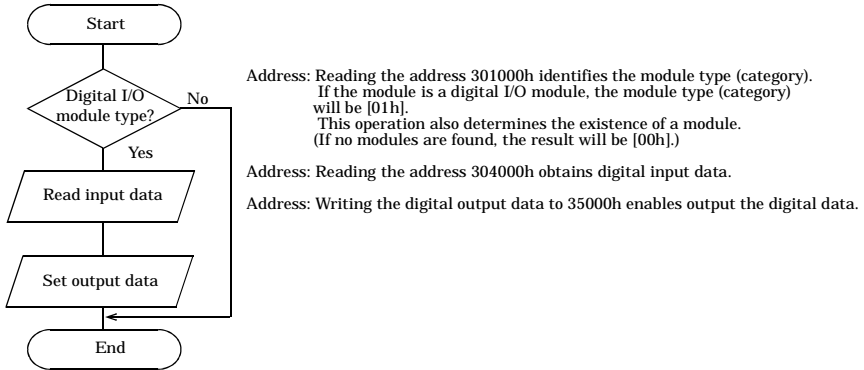 Start
Digital I/O
module type?
No
Yes
Read input data
Set output data
End
Address: Reading the address 301000h identifies the module type (category).
If the module is a digital I/O module, the module type (category)
will be [01h].
This operation also determines the existence of a module.
(If no modules are found, the result will be [00h].)
Address: Reading the address 304000h obtains digital input data.
Address: Writing the digital output data to 35000h enables output the digital data.